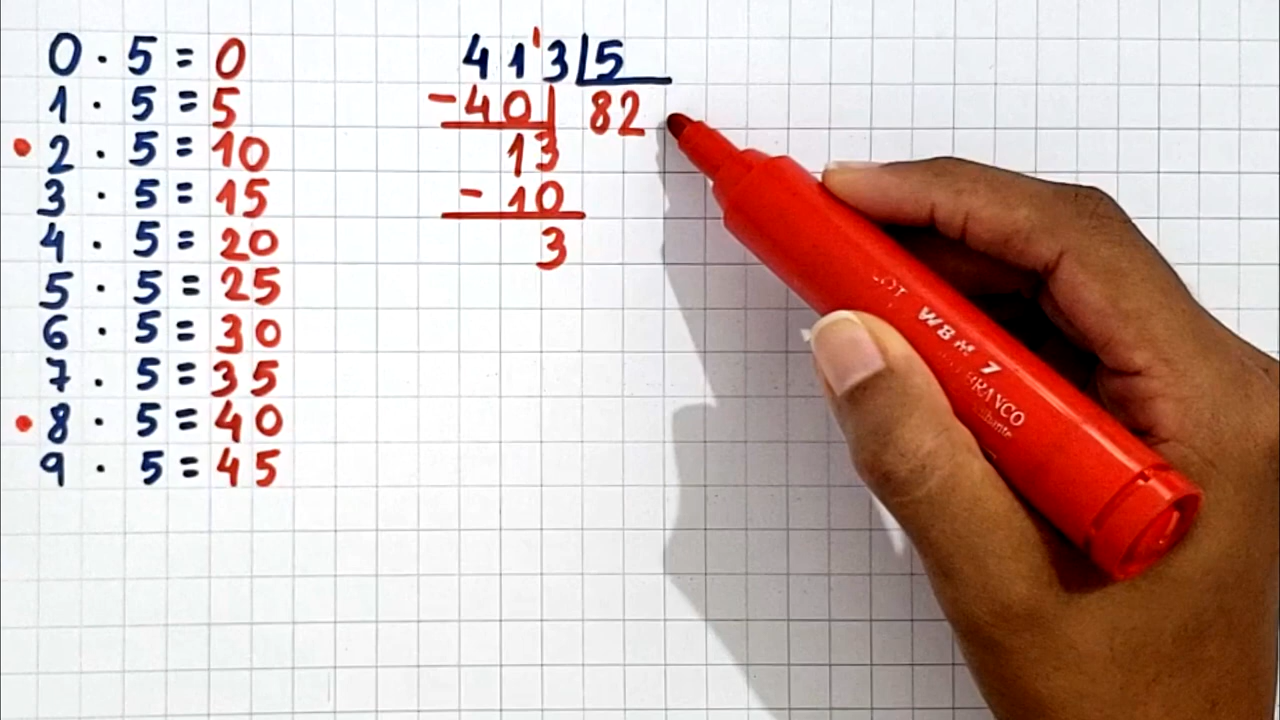 0 · 5 = 0
1 · 5 = 5
2 · 5 = 10
3 · 5 = 15
4 · 5 = 20
5 · 5 = 25
6 · 5 = 30
7 · 5 = 35
8 · 5 = 40
9 · 5 = 45
41'3 5
- 40 82
13
- 10
3
WBM 7